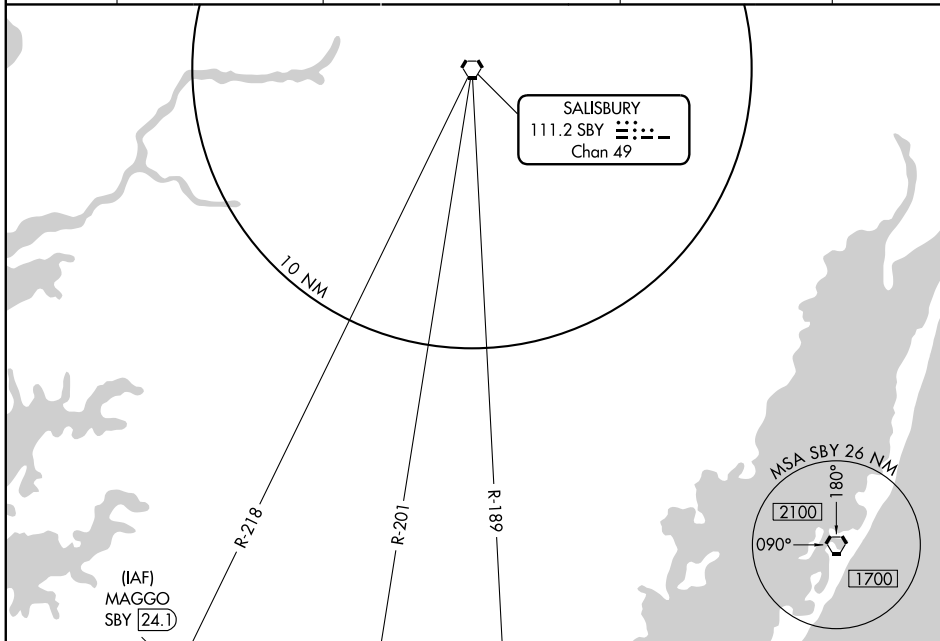 SALISBURY
111.2 SBY
Chan 49
10 NM
R-218
R-201
R-189
MSA SBY 26 NM
180°
2100
090°
1700
(IAF)
MAGGO
SBY 24.1